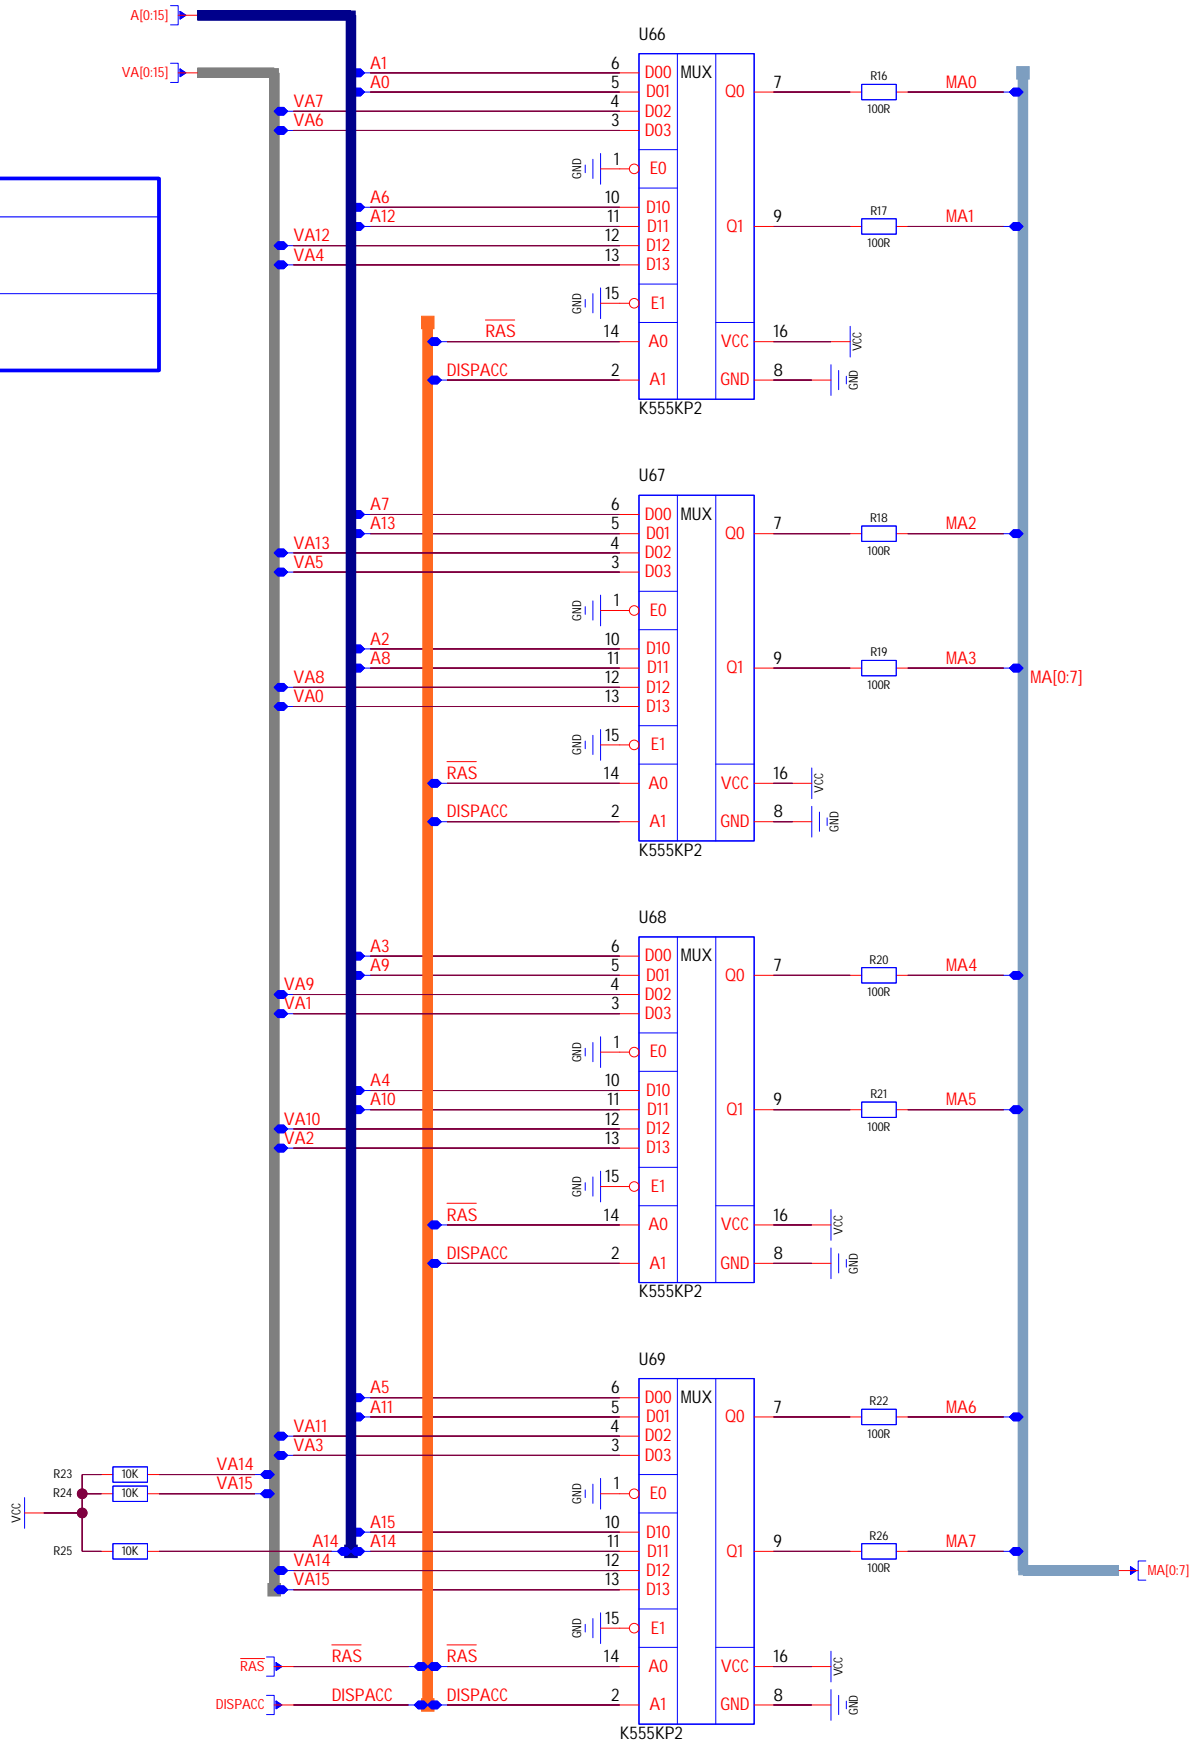 A[0:15]
VA[0:15]
U66
A1 6 D00 MUX
A0 5 D01 Q0 7 R16 100R MA0
VA7 4 D02
VA6 3 D03
GND 1 E0
A6 10 D10
A12 11 D11 Q1 9 R17 100R MA1
VA12 12 D12
VA4 13 D13
GND 15 E1
RAS 14 A0 VCC 16 VCC
DISPACC 2 A1 GND 8 GND
K555KP2
U67
A7 6 D00 MUX
A13 5 D01 Q0 7 R18 100R MA2
VA13 4 D02
VA5 3 D03
GND 1 E0
A2 10 D10
A8 11 D11 Q1 9 R19 100R MA3
VA8 12 D12 MA[0:7]
VA0 13 D13
GND 15 E1
RAS 14 A0 VCC 16 VCC
DISPACC 2 A1 GND 8 GND
K555KP2
U68
A3 6 D00 MUX
A9 5 D01 Q0 7 R20 100R MA4
VA9 4 D02
VA1 3 D03
GND 1 E0
A4 10 D10
A10 11 D11 Q1 9 R21 100R MA5
VA10 12 D12
VA2 13 D13
GND 15 E1
RAS 14 A0 VCC 16 VCC
DISPACC 2 A1 GND 8 GND
K555KP2
U69
A5 6 D00 MUX
A11 5 D01 Q0 7 R22 100R MA6
VA11 4 D02
VA3 3 D03
R23 10K VA14
R24 10K VA15 GND 1 E0
VCC
A15 10 D10
R25 10K A14 A14 11 D11 Q1 9 R26 100R MA7
VA14 12 D12 MA[0:7]
VA15 13 D13
GND 15 E1
RAS RAS RAS 14 A0 VCC 16 VCC
DISPACC DISPACC DISPACC 2 A1 GND 8 GND
K555KP2